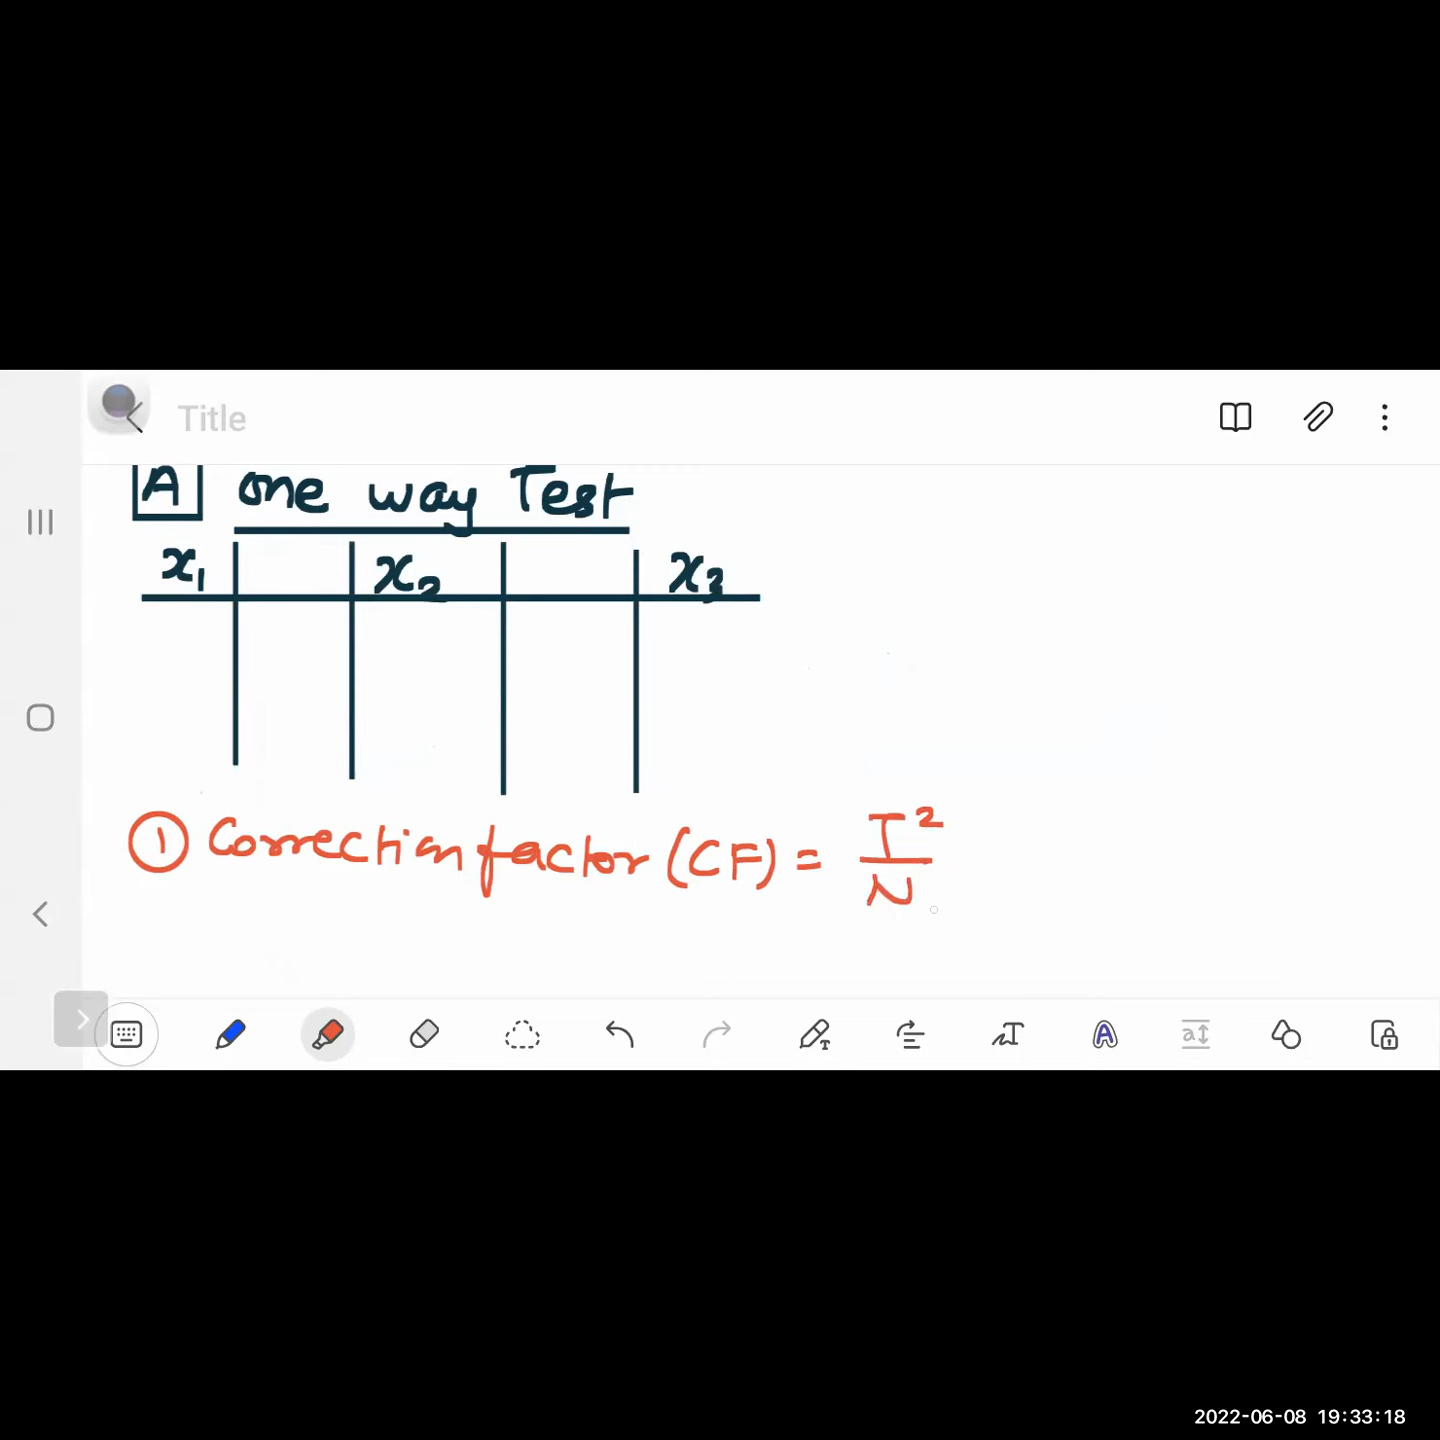 Title
A one way Test
x₁ x₂ x₃
① Correction factor (CF) = T²
N
2022-06-08 19:33:18